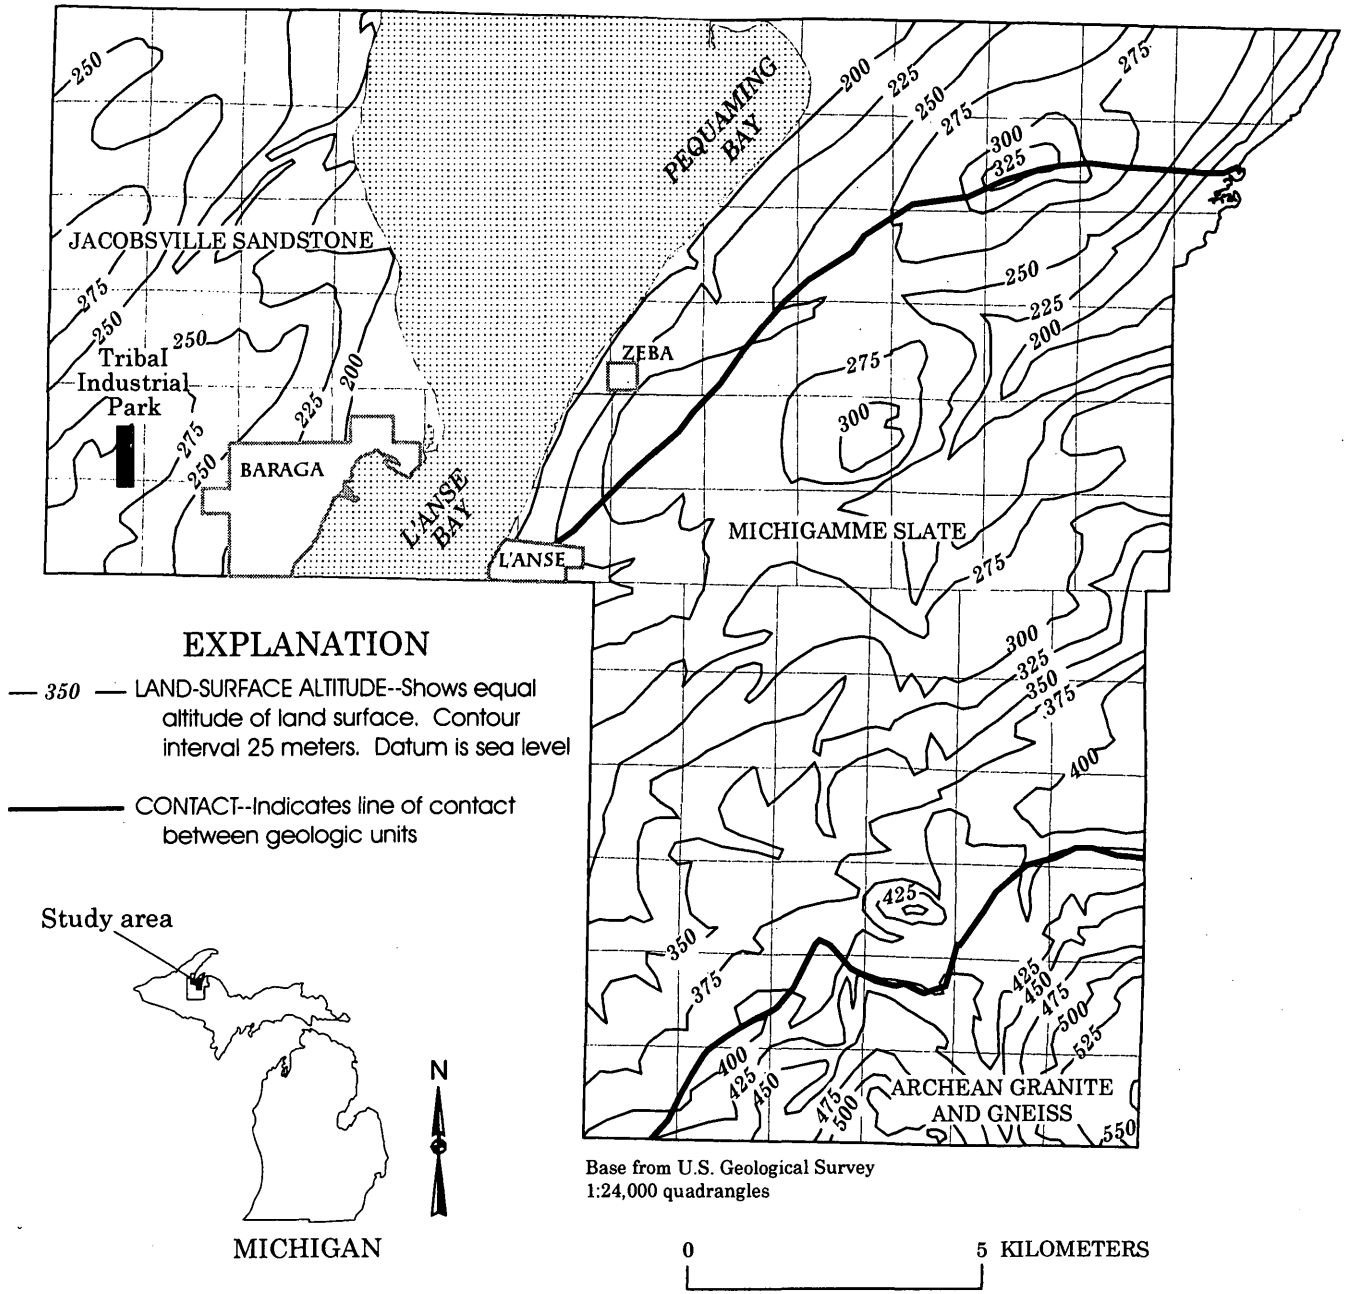 250
200
225
250
275
275
300
325
PEQUAMING
BAY
JACOBSVILLE SANDSTONE
275
250
250
Tribal
Industrial
Park
200
225
275
250
BARAGA
L'ANSE
BAY
ZEBA
L'ANSE
250
225
200
275
300
MICHIGAMME SLATE
275
300
325
350
375
400
425
350
375
400
425
450
475
500
425
450
475
500
525
ARCHEAN GRANITE
AND GNEISS
550
EXPLANATION
350 LAND-SURFACE ALTITUDE--Shows equal
altitude of land surface. Contour
interval 25 meters. Datum is sea level
CONTACT--Indicates line of contact
between geologic units
Study area
N
MICHIGAN
Base from U.S. Geological Survey
1:24,000 quadrangles
0 5 KILOMETERS